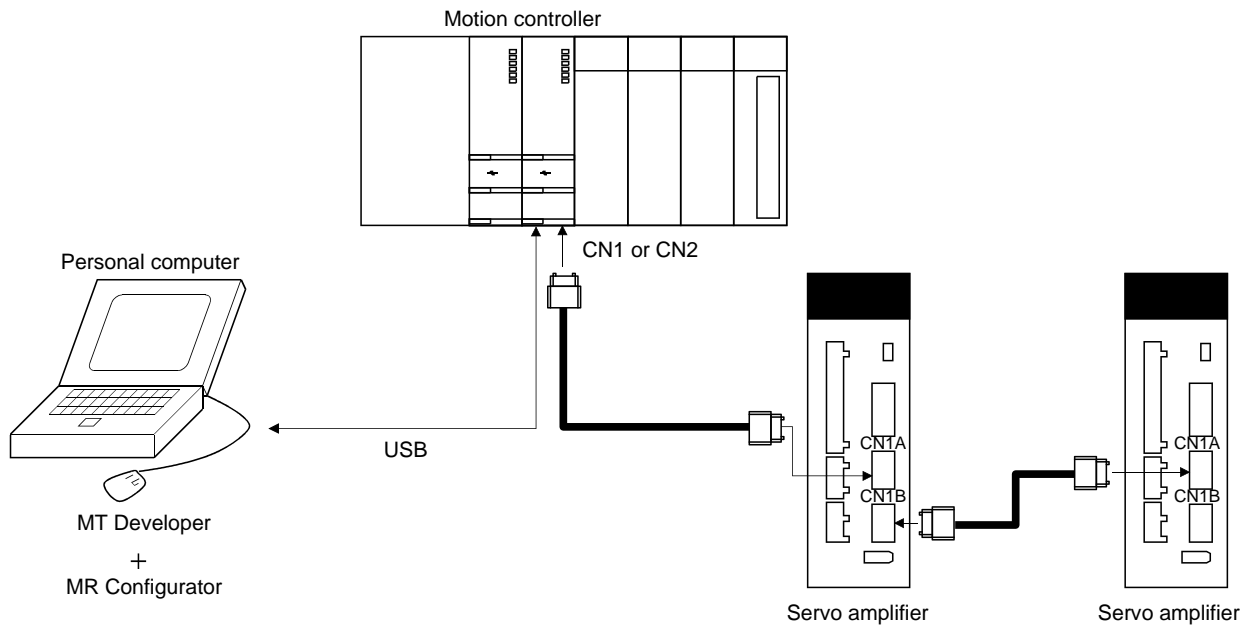 Motion controller
CN1 or CN2
Personal computer
USB
CN1A
CN1B
CN1A
CN1B
MT Developer
+
MR Configurator
Servo amplifier
Servo amplifier